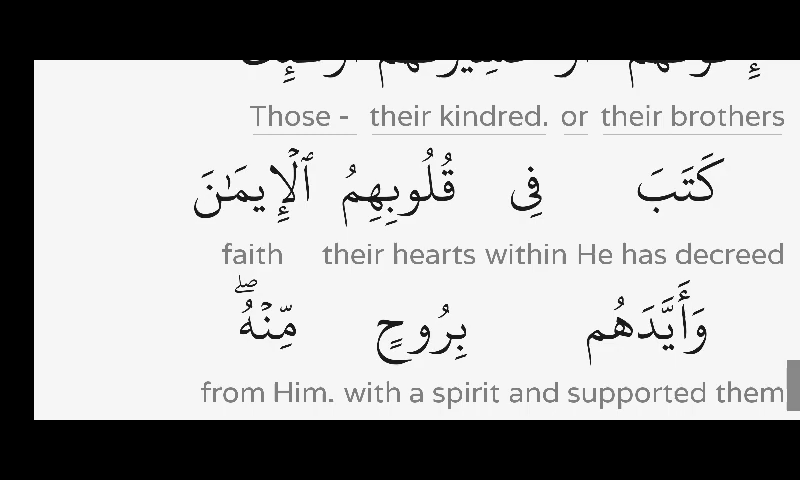 إِخْوَٰنَهُمْ أَوْ عَشِيرَتَهُمْ أُو۟لَـٰٓئِكَ
their brothers or their kindred. Those -
كَتَبَ فِى قُلُوبِهِمُ ٱلْإِيمَـٰنَ
He has decreed within their hearts faith
وَأَيَّدَهُم بِرُوحٍ مِّنْهُ ۖ
and supported them with a spirit from Him.